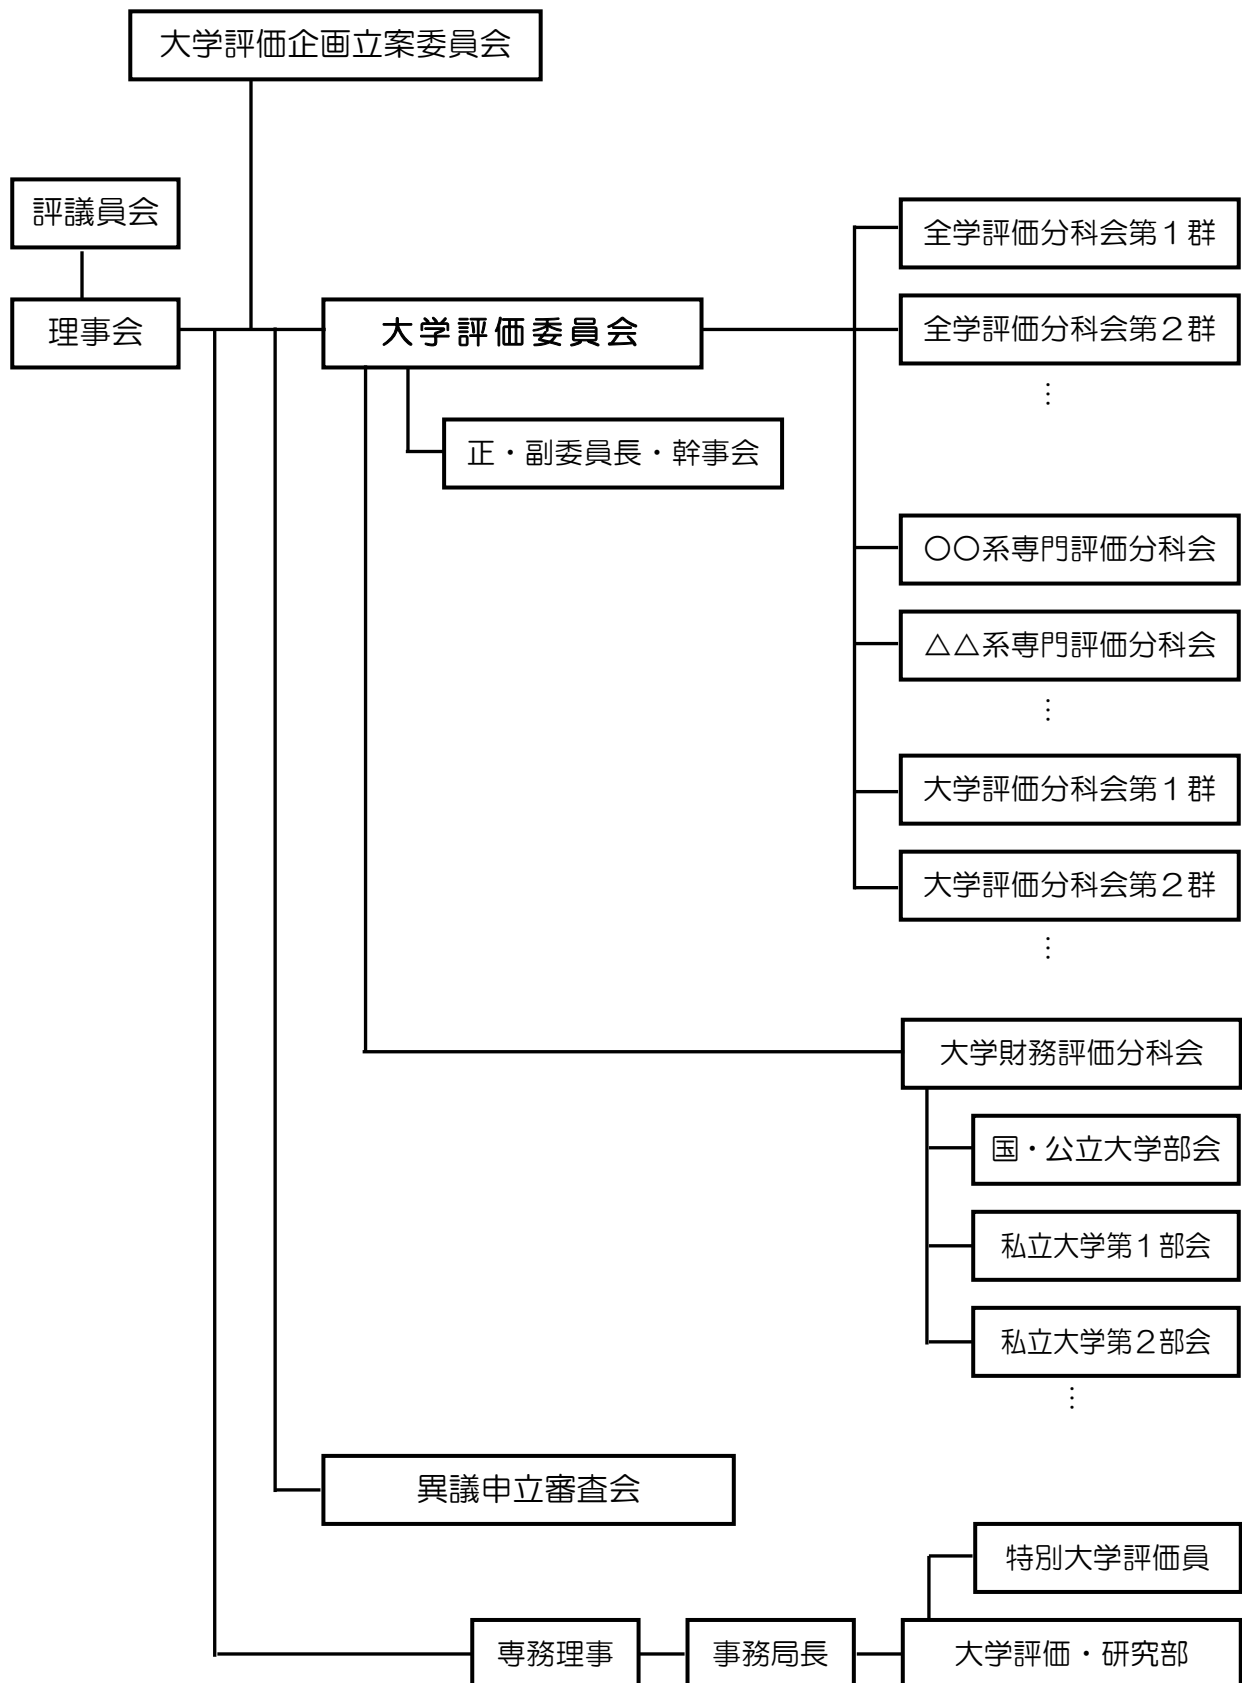 大学評価企画立案委員会
評議員会
理事会
大学評価委員会
正・副委員長・幹事会
全学評価分科会第１群
全学評価分科会第２群
⋮
〇〇系専門評価分科会
△△系専門評価分科会
⋮
大学評価分科会第１群
大学評価分科会第２群
⋮
大学財務評価分科会
国・公立大学部会
私立大学第１部会
私立大学第２部会
⋮
異議申立審査会
特別大学評価員
専務理事
事務局長
大学評価・研究部